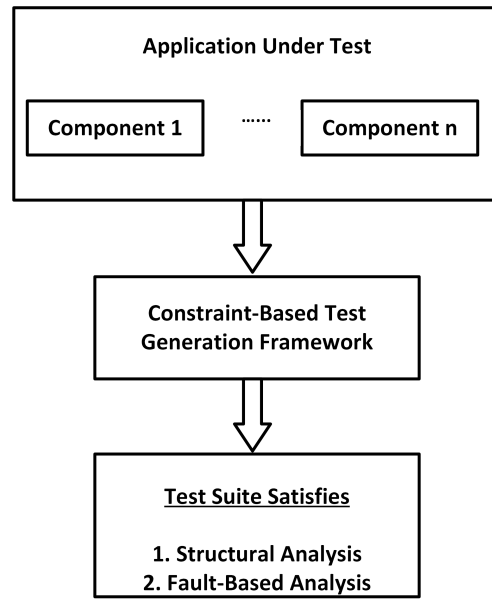 Application Under Test
Component 1
......
Component n
Constraint-Based Test
Generation Framework
Test Suite Satisfies
1. Structural Analysis
2. Fault-Based Analysis